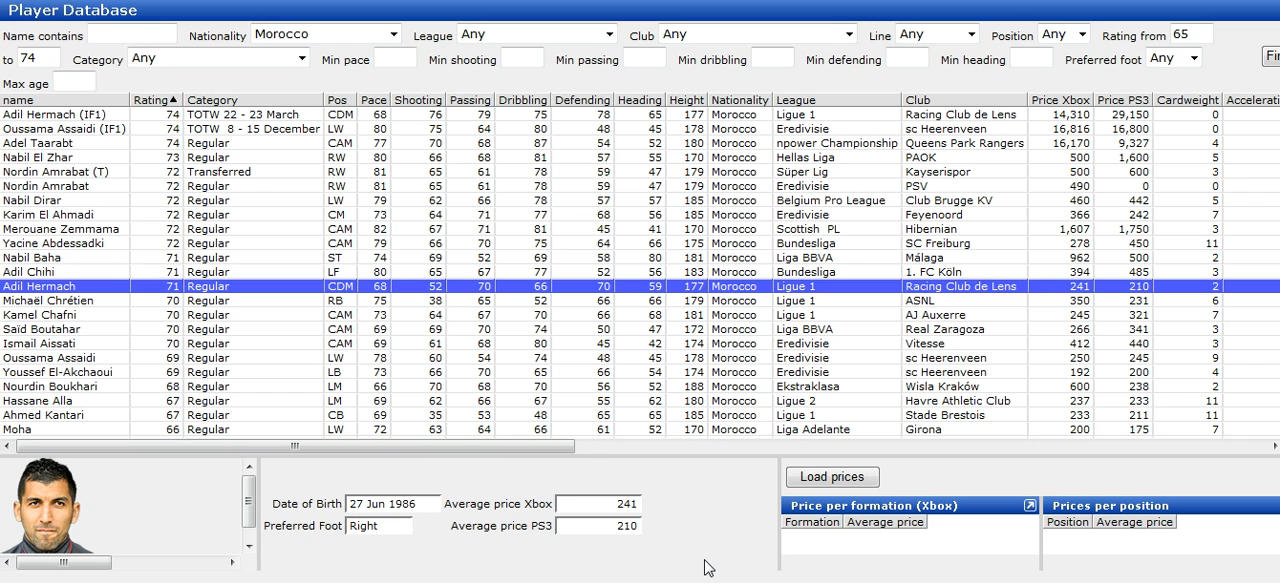 Player Database
Name contains Nationality Morocco League Any Club Any Line Any Position Any Rating from 65
to 74 Category Any Min pace Min shooting Min passing Min dribbling Min defending Min heading Preferred foot Any
Max age
name Rating Category Pos Pace Shooting Passing Dribbling Defending Heading Height Nationality League Club Price Xbox Price PS3 Cardweight
Adil Hermach (IF1) 74 TOTW 22 - 23 March CDM 68 76 79 75 78 65 177 Morocco Ligue 1 Racing Club de Lens 14,310 29,150 0
Oussama Assaidi (IF1) 74 TOTW 8 - 15 December LW 80 75 64 80 48 45 178 Morocco Eredivisie sc Heerenveen 16,816 16,800 0
Adel Taarabt 74 Regular CAM 77 70 68 87 54 52 180 Morocco npower Championship Queens Park Rangers 16,170 9,327 4
Nabil El Zhar 73 Regular RW 80 66 68 81 57 55 170 Morocco Hellas Liga PAOK 500 1,600 5
Nordin Amrabat (T) 72 Transferred RW 81 65 61 78 59 47 179 Morocco Süper Lig Kayserispor 500 600 3
Nordin Amrabat 72 Regular RW 81 65 61 78 59 47 179 Morocco Eredivisie PSV 490 0 0
Nabil Dirar 72 Regular LW 79 62 66 78 57 57 185 Morocco Belgium Pro League Club Brugge KV 460 442 5
Karim El Ahmadi 72 Regular CM 73 64 71 77 68 56 185 Morocco Eredivisie Feyenoord 366 242 7
Merouane Zemmama 72 Regular CAM 82 67 71 81 45 41 170 Morocco Scottish PL Hibernian 1,607 1,750 3
Yacine Abdessadki 72 Regular CAM 79 66 70 75 64 66 175 Morocco Bundesliga SC Freiburg 278 450 11
Nabil Baha 71 Regular ST 74 69 52 69 58 80 181 Morocco Liga BBVA Málaga 962 500 2
Adil Chihi 71 Regular LF 80 65 67 77 52 56 183 Morocco Bundesliga 1. FC Köln 394 485 3
Adil Hermach 71 Regular CDM 68 52 70 66 70 59 177 Morocco Ligue 1 Racing Club de Lens 241 210 2
Michaël Chrétien 70 Regular RB 75 38 65 52 66 66 179 Morocco Ligue 1 ASNL 350 231 6
Kamel Chafni 70 Regular CAM 73 64 67 70 66 68 181 Morocco Ligue 1 AJ Auxerre 245 321 7
Saïd Boutahar 70 Regular CAM 69 69 70 74 50 47 172 Morocco Liga BBVA Real Zaragoza 266 341 3
Ismail Aissati 70 Regular CAM 69 61 68 80 45 42 174 Morocco Eredivisie Vitesse 412 440 3
Oussama Assaidi 69 Regular LW 78 60 54 74 48 45 178 Morocco Eredivisie sc Heerenveen 250 245 9
Youssef El-Akchaoui 69 Regular LB 73 66 70 65 66 54 174 Morocco Eredivisie sc Heerenveen 192 200 4
Nourdin Boukhari 68 Regular LM 66 70 68 70 56 52 188 Morocco Ekstraklasa Wisla Kraków 600 238 2
Hassane Alla 67 Regular LM 69 62 66 67 55 62 180 Morocco Ligue 2 Havre Athletic Club 237 233 11
Ahmed Kantari 67 Regular CB 69 35 53 48 65 65 185 Morocco Ligue 1 Stade Brestois 233 211 11
Moha 66 Regular LW 72 63 64 66 61 52 170 Morocco Liga Adelante Girona 200 175 7
Load prices
Date of Birth 27 Jun 1986 Average price Xbox 241
Preferred Foot Right Average price PS3 210
Price per formation (Xbox) Prices per position
Formation Average price Position Average price